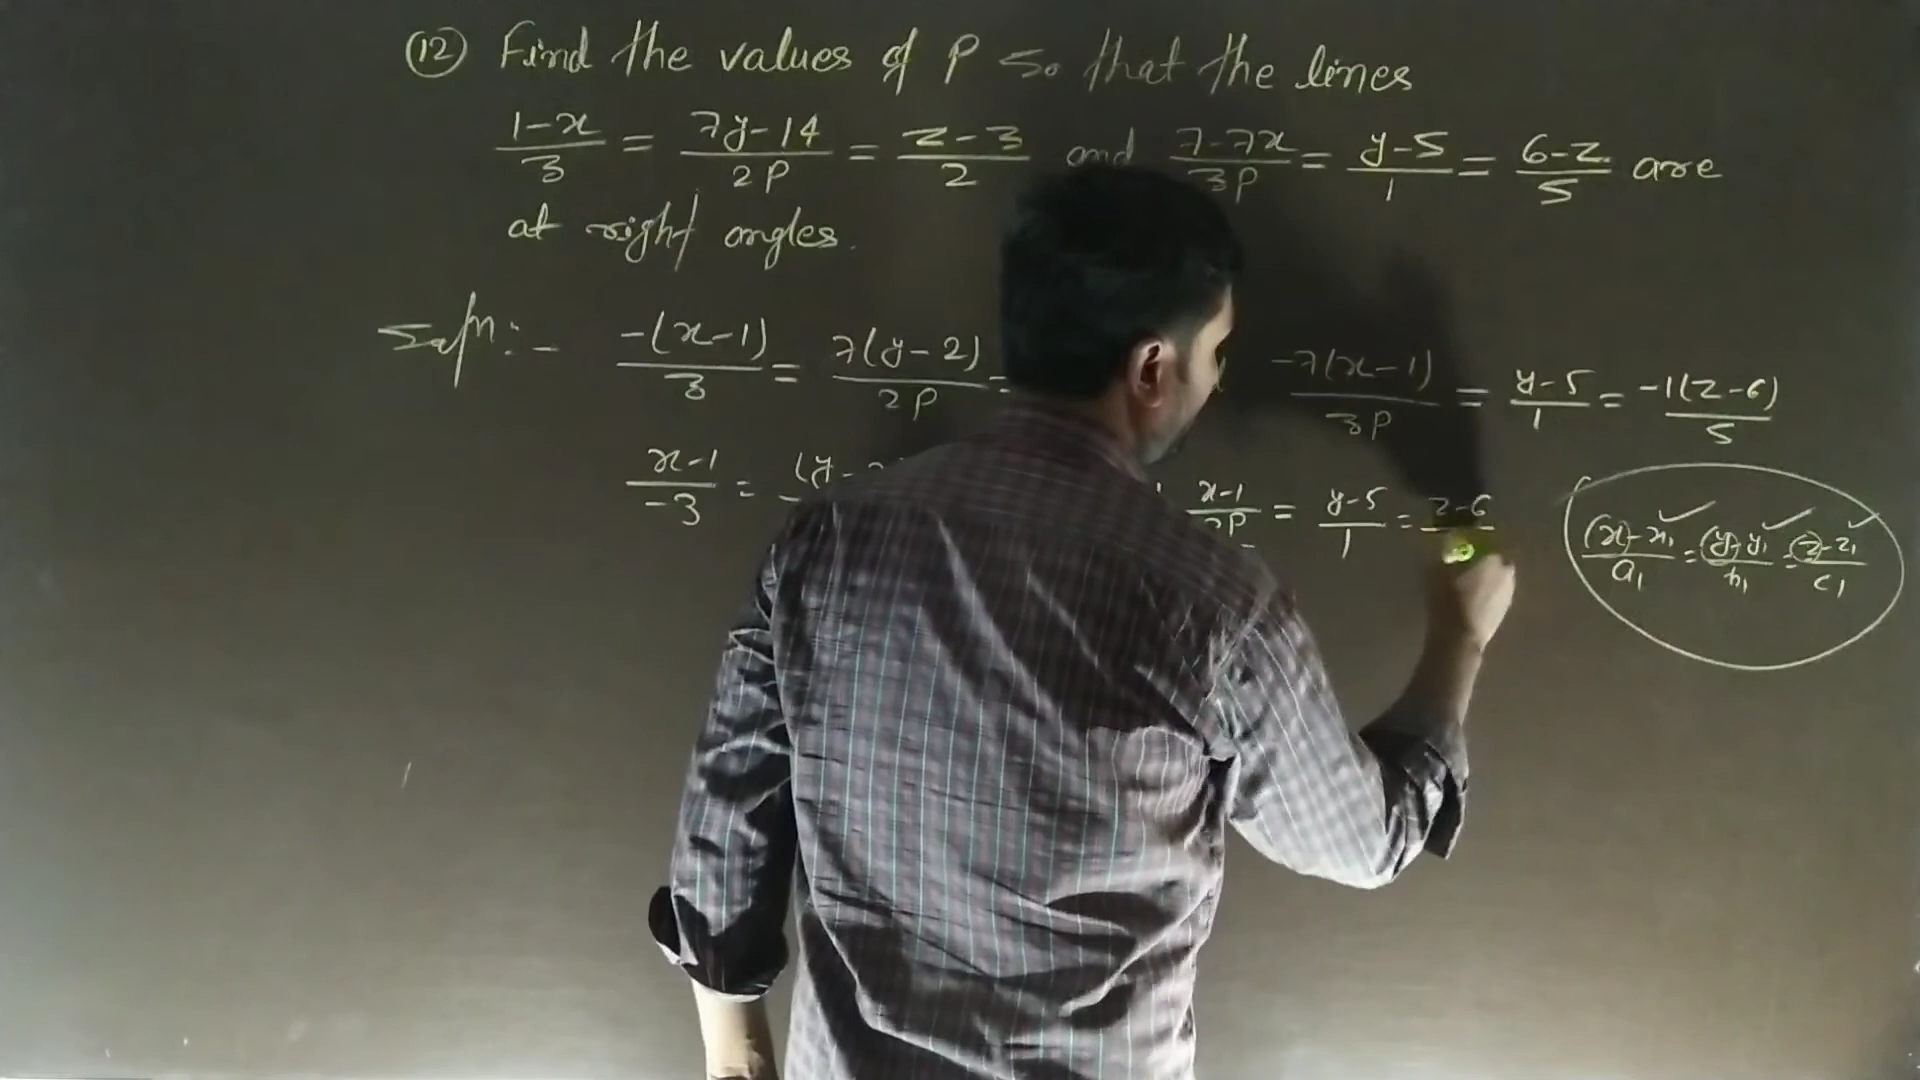 (12) Find the values of P so that the lines
(1-x)/3 = (7y-14)/2P = (z-3)/2 and (7-7x)/3P = (y-5)/1 = (6-z)/5 are
at right angles.
Soln:- -(x-1)/3 = 7(y-2)/2P = -7(x-1)/3P = (y-5)/1 = -1(z-6)/5
(x-1)/-3 = (y- (x-1)/ = (y-5)/1 = (z-6)/
(x-x₁)/a₁ = (y-y₁)/b₁ = (z-z₁)/c₁